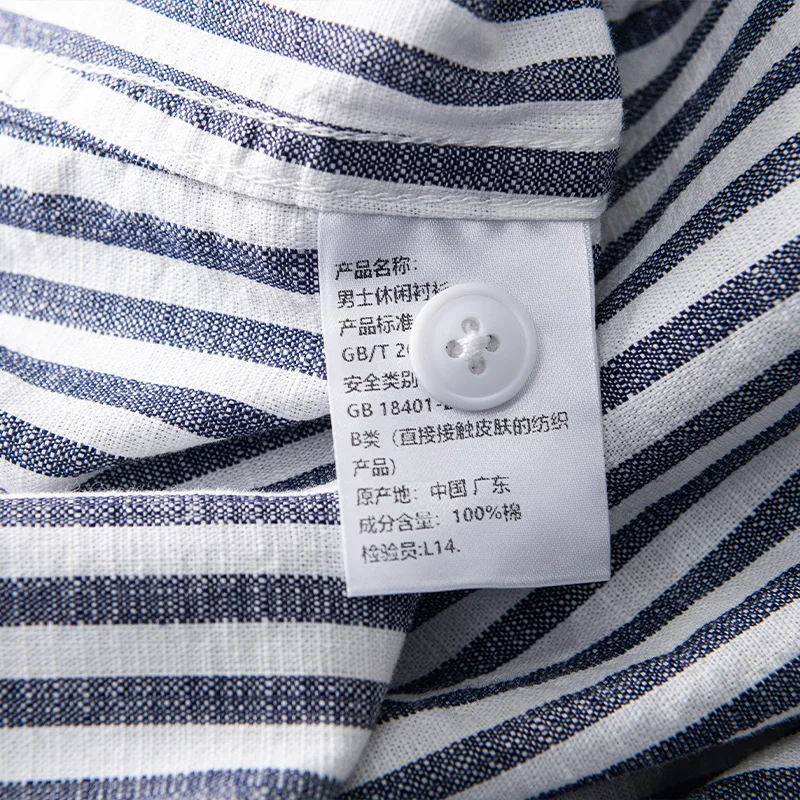 产品名称：
男士休闲衬
产品标准
GB/T
安全类别
GB 18401-
B类（直接接触皮肤的纺织
产品）
原产地：中国 广东
成分含量：100%棉
检验员:L14.